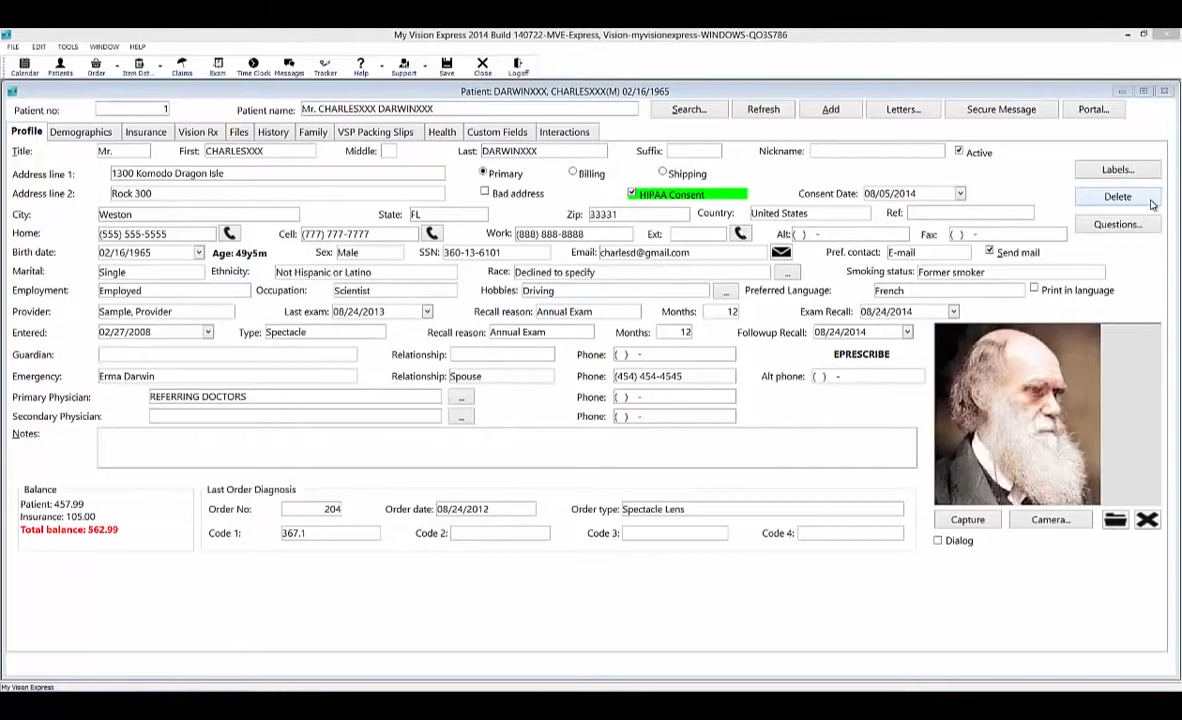 My Vision Express 2014 Build 140722-MVE-Express, Vision-myvisionexpress-WINDOWS-QO3S786
FILE EDIT TOOLS WINDOW HELP
Calendar Patients Order Item Det... Claims Exam Time Clock Messages Tracker Help Support Save Close Logoff
Patient: DARWINXXX, CHARLESXXX(M) 02/16/1965
Patient no: 1 Patient name: Mr. CHARLESXXX DARWINXXX Search... Refresh Add Letters... Secure Message Portal...
Profile Demographics Insurance Vision Rx Files History Family VSP Packing Slips Health Custom Fields Interactions
Title: Mr. First: CHARLESXXX Middle: Last: DARWINXXX Suffix: Nickname: Active
Address line 1: 1300 Komodo Dragon Isle Primary Billing Shipping Labels...
Address line 2: Rock 300 Bad address HIPAA Consent Consent Date: 08/05/2014 Delete
City: Weston State: FL Zip: 33331 Country: United States Ref: Questions...
Home: (555) 555-5555 Cell: (777) 777-7777 Work: (888) 888-8888 Ext: Alt: ( ) - Fax: ( ) -
Birth date: 02/16/1965 Age: 49y5m Sex: Male SSN: 360-13-6101 Email: charlesd@gmail.com Pref. contact: E-mail Send mail
Marital: Single Ethnicity: Not Hispanic or Latino Race: Declined to specify ... Smoking status: Former smoker
Employment: Employed Occupation: Scientist Hobbies: Driving ... Preferred Language: French Print in language
Provider: Sample, Provider Last exam: 08/24/2013 Recall reason: Annual Exam Months: 12 Exam Recall: 08/24/2014
Entered: 02/27/2008 Type: Spectacle Recall reason: Annual Exam Months: 12 Followup Recall: 08/24/2014
Guardian: Relationship: Phone: ( ) - EPRESCRIBE
Emergency: Erma Darwin Relationship: Spouse Phone: (454) 454-4545 Alt phone: ( ) -
Primary Physician: REFERRING DOCTORS ... Phone: ( ) -
Secondary Physician: ... Phone: ( ) -
Notes:
Balance Last Order Diagnosis
Patient: 457.99 Order No: 204 Order date: 08/24/2012 Order type: Spectacle Lens
Insurance: 105.00
Total balance: 562.99 Code 1: 367.1 Code 2: Code 3: Code 4:
Capture Camera...
Dialog
My Vision Express